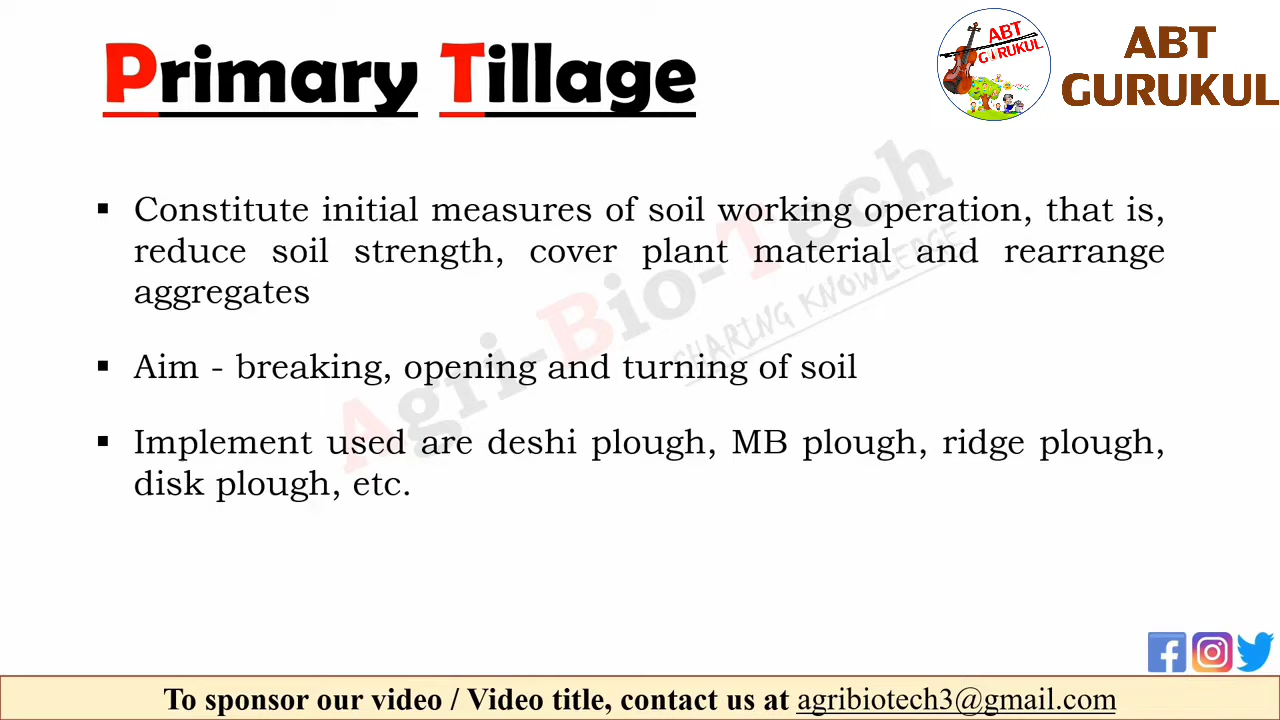 Primary Tillage
ABT GURUKUL
ABT
GURUKUL
▪ Constitute initial measures of soil working operation, that is,
reduce soil strength, cover plant material and rearrange
aggregates
▪ Aim - breaking, opening and turning of soil
▪ Implement used are deshi plough, MB plough, ridge plough,
disk plough, etc.
Agri-Bio-Tech
SHARING KNOWLERGE
To sponsor our video / Video title, contact us at agribiotech3@gmail.com